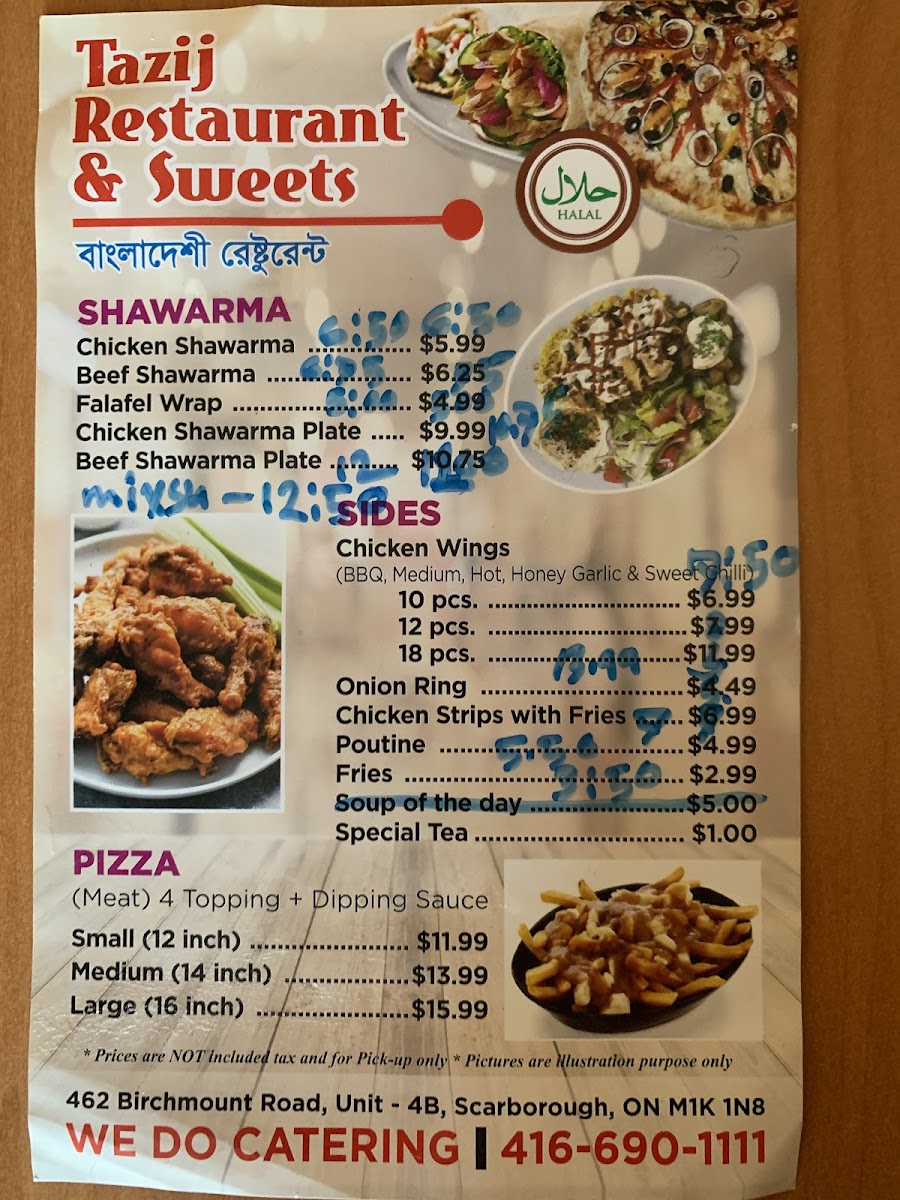 Tazij
Restaurant
& Sweets
حلال
HALAL
বাংলাদেশী রেষ্টুরেন্ট
SHAWARMA
6:50 6:50
Chicken Shawarma .............. $5.99
Beef Shawarma .................... $6.25
Falafel Wrap ......................... $4.99
Chicken Shawarma Plate ..... $9.99
Beef Shawarma Plate .......... $10.75
12
- 12:50
SIDES
Chicken Wings
(BBQ, Medium, Hot, Honey Garlic & Sweet Chilli)
10 pcs. ............................ $6.99
12 pcs. ............................ $7.99
18 pcs. ............................ $11.99
13.99
Onion Ring ............................ $4.49
Chicken Strips with Fries ....... $6.99
Poutine ................................... $4.99
5:50
Fries ........................................ $2.99
3:50
Soup of the day ...................... $5.00
Special Tea ............................. $1.00
PIZZA
(Meat) 4 Topping + Dipping Sauce
Small (12 inch) ....................... $11.99
Medium (14 inch) .................. $13.99
Large (16 inch) ...................... $15.99
* Prices are NOT included tax and for Pick-up only * Pictures are illustration purpose only
462 Birchmount Road, Unit - 4B, Scarborough, ON M1K 1N8
WE DO CATERING | 416-690-1111